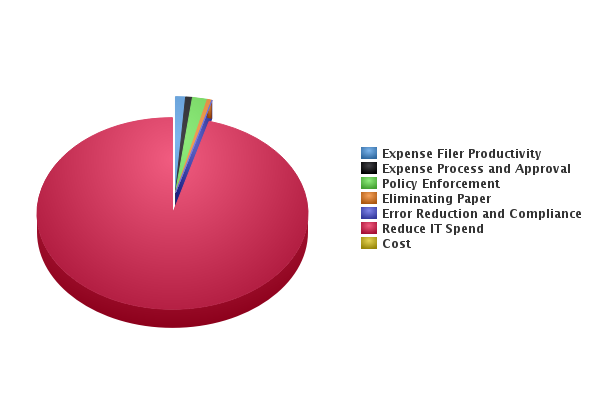 Expense Filer Productivity
Expense Process and Approval
Policy Enforcement
Eliminating Paper
Error Reduction and Compliance
Reduce IT Spend
Cost